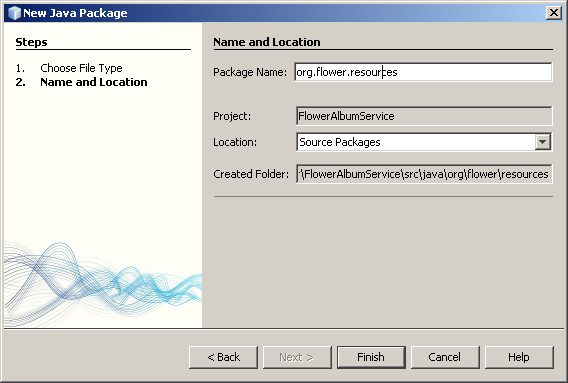 New Java Package
Steps
1. Choose File Type
2. Name and Location
Name and Location
Package Name: org.flower.resources
Project: FlowerAlbumService
Location: Source Packages
Created Folder: \FlowerAlbumService\src\java\org\flower\resources
< Back Next > Finish Cancel Help